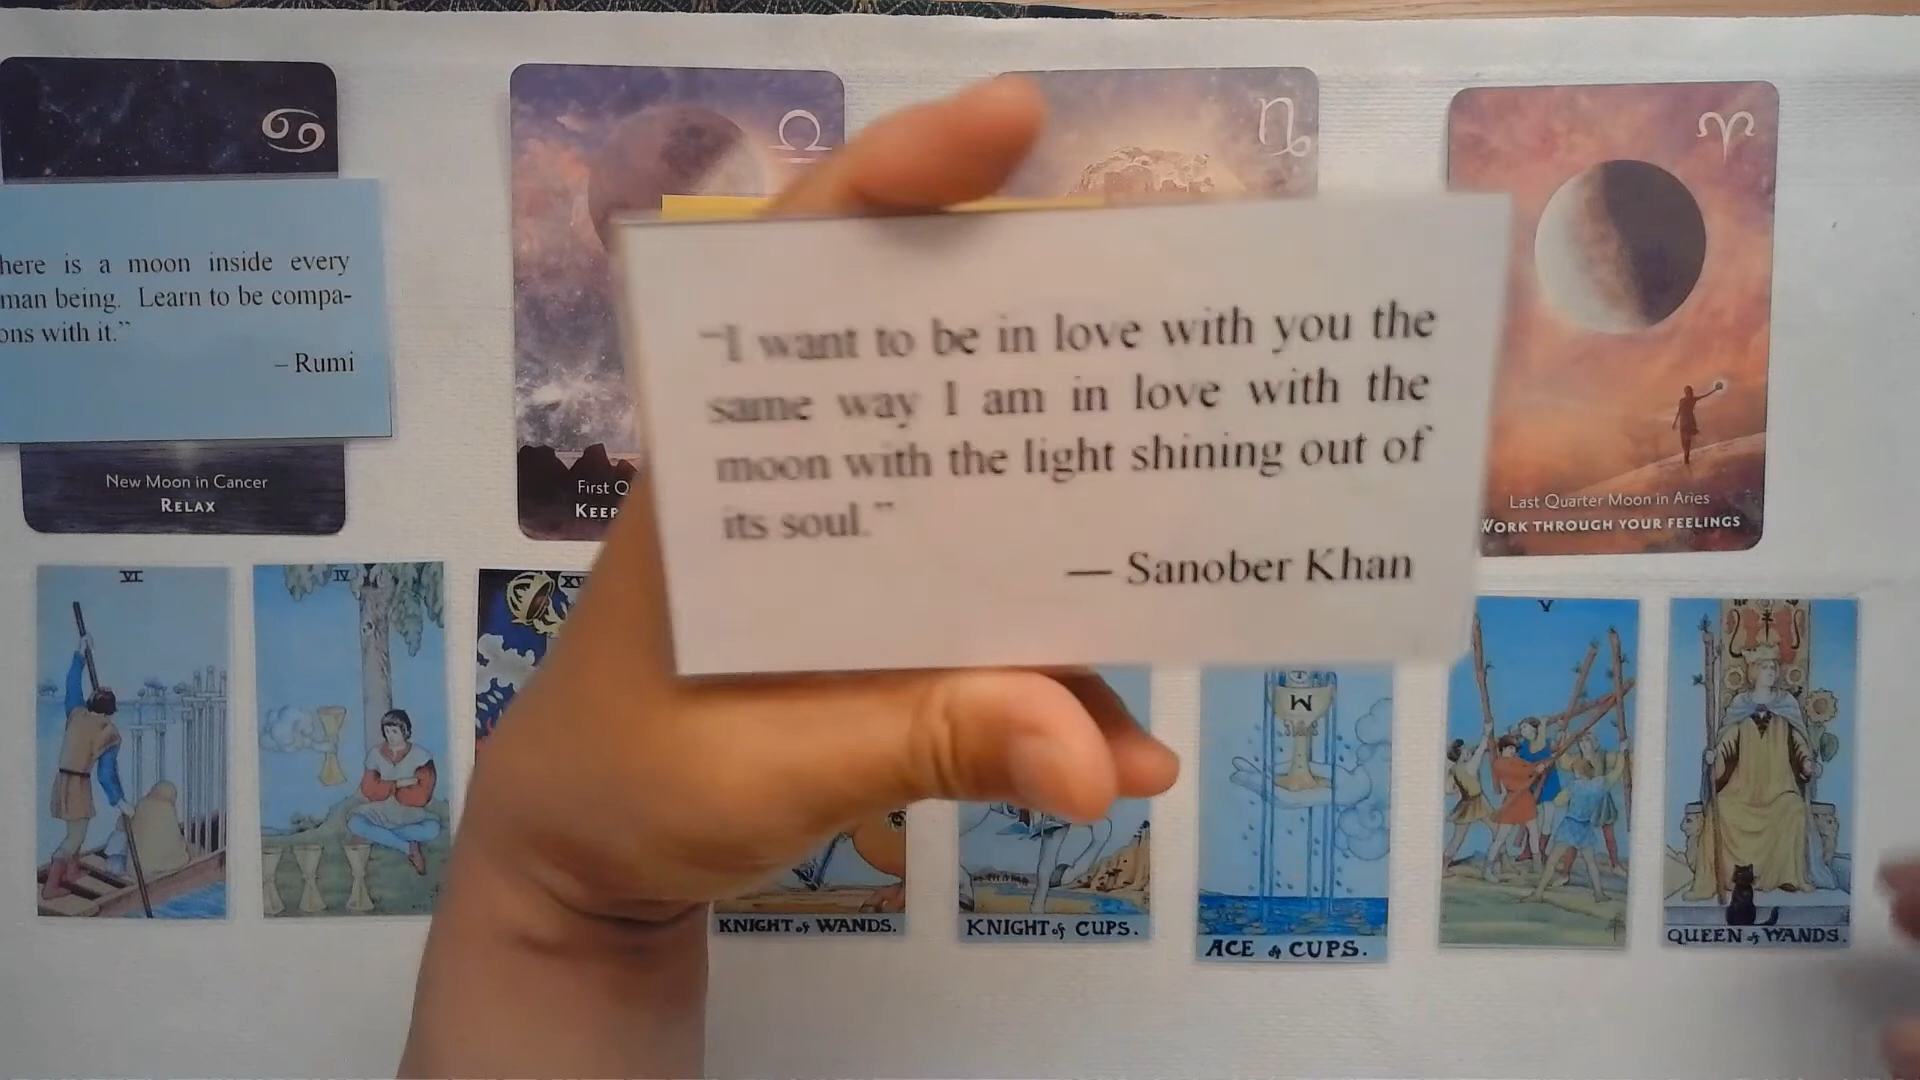 here is a moon inside every
man being. Learn to be compa-
ons with it.”
– Rumi
New Moon in Cancer
RELAX
First Q
KEEP
“I want to be in love with you the
same way I am in love with the
moon with the light shining out of
its soul.”
— Sanober Khan
Last Quarter Moon in Aries
WORK THROUGH YOUR FEELINGS
VI
IV
XV
KNIGHT of WANDS.
KNIGHT of CUPS.
ACE of CUPS.
V
QUEEN of WANDS.